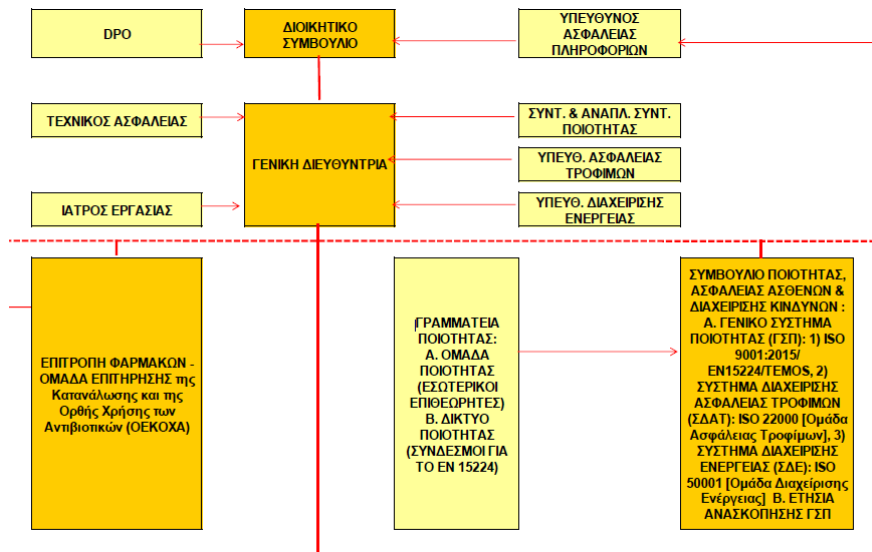 DPO
ΔΙΟΙΚΗΤΙΚΟ
ΣΥΜΒΟΥΛΙΟ
ΥΠΕΥΘΥΝΟΣ
ΑΣΦΑΛΕΙΑΣ
ΠΛΗΡΟΦΟΡΙΩΝ
ΤΕΧΝΙΚΟΣ ΑΣΦΑΛΕΙΑΣ
ΓΕΝΙΚΗ ΔΙΕΥΘΥΝΤΡΙΑ
ΣΥΝΤ. & ΑΝΑΠΛ. ΣΥΝΤ.
ΠΟΙΟΤΗΤΑΣ
ΥΠΕΥΘ. ΑΣΦΑΛΕΙΑΣ
ΤΡΟΦΙΜΩΝ
ΙΑΤΡΟΣ ΕΡΓΑΣΙΑΣ
ΥΠΕΥΘ. ΔΙΑΧΕΙΡΙΣΗΣ
ΕΝΕΡΓΕΙΑΣ
ΕΠΙΤΡΟΠΗ ΦΑΡΜΑΚΩΝ -
ΟΜΑΔΑ ΕΠΙΤΗΡΗΣΗΣ της
Κατανάλωσης και της
Ορθής Χρήσης των
Αντιβιοτικών (ΟΕΚΟΧΑ)
ΓΡΑΜΜΑΤΕΙΑ
ΠΟΙΟΤΗΤΑΣ:
Α. ΟΜΑΔΑ
ΠΟΙΟΤΗΤΑΣ
(ΕΣΩΤΕΡΙΚΟΙ
ΕΠΙΘΕΩΡΗΤΕΣ)
Β. ΔΙΚΤΥΟ
ΠΟΙΟΤΗΤΑΣ
(ΣΥΝΔΕΣΜΟΙ ΓΙΑ
ΤΟ ΕΝ 15224)
ΣΥΜΒΟΥΛΙΟ ΠΟΙΟΤΗΤΑΣ,
ΑΣΦΑΛΕΙΑΣ ΑΣΘΕΝΩΝ &
ΔΙΑΧΕΙΡΙΣΗΣ ΚΙΝΔΥΝΩΝ :
Α. ΓΕΝΙΚΟ ΣΥΣΤΗΜΑ
ΠΟΙΟΤΗΤΑΣ (ΓΣΠ): 1) ISO
9001:2015/
EN15224/TEMOS, 2)
ΣΥΣΤΗΜΑ ΔΙΑΧΕΙΡΙΣΗΣ
ΑΣΦΑΛΕΙΑΣ ΤΡΟΦΙΜΩΝ
(ΣΔΑΤ): ISO 22000 [Ομάδα
Ασφάλειας Τροφίμων], 3)
ΣΥΣΤΗΜΑ ΔΙΑΧΕΙΡΙΣΗΣ
ΕΝΕΡΓΕΙΑΣ (ΣΔΕ): ISO
50001 [Ομάδα Διαχείρισης
Ενέργειας] Β. ΕΤΗΣΙΑ
ΑΝΑΣΚΟΠΗΣΗΣ ΓΣΠ